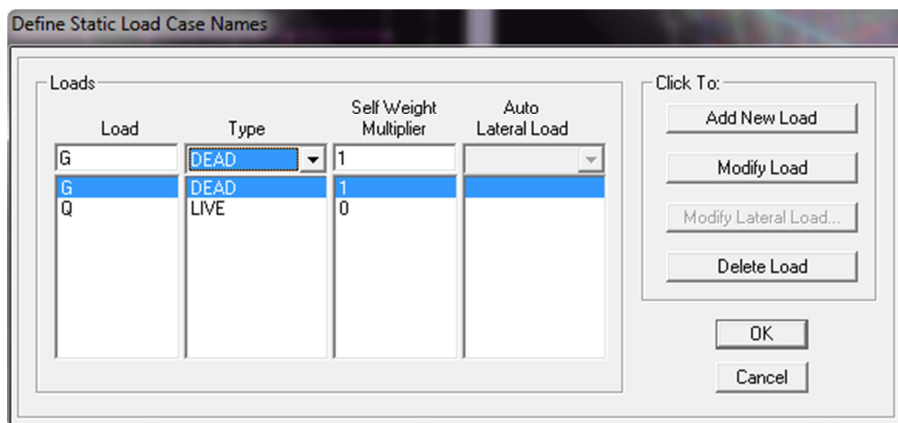 Define Static Load Case Names
Loads
Load Type Self Weight Multiplier Auto Lateral Load
G DEAD 1
G DEAD 1
Q LIVE 0
Click To:
Add New Load
Modify Load
Modify Lateral Load...
Delete Load
OK
Cancel